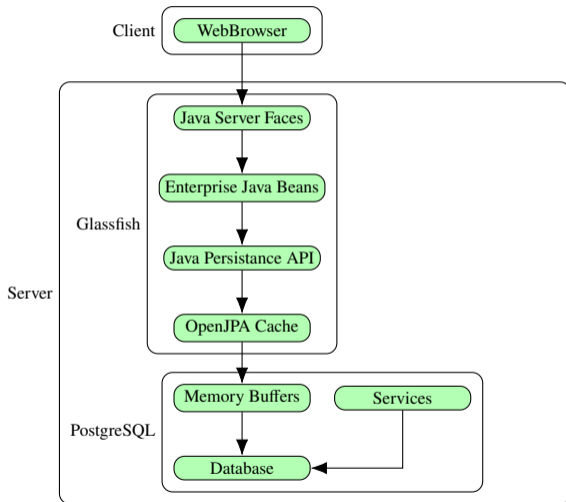 Client
WebBrowser
Java Server Faces
Enterprise Java Beans
Glassfish
Java Persistance API
Server
OpenJPA Cache
Memory Buffers
Services
PostgreSQL
Database